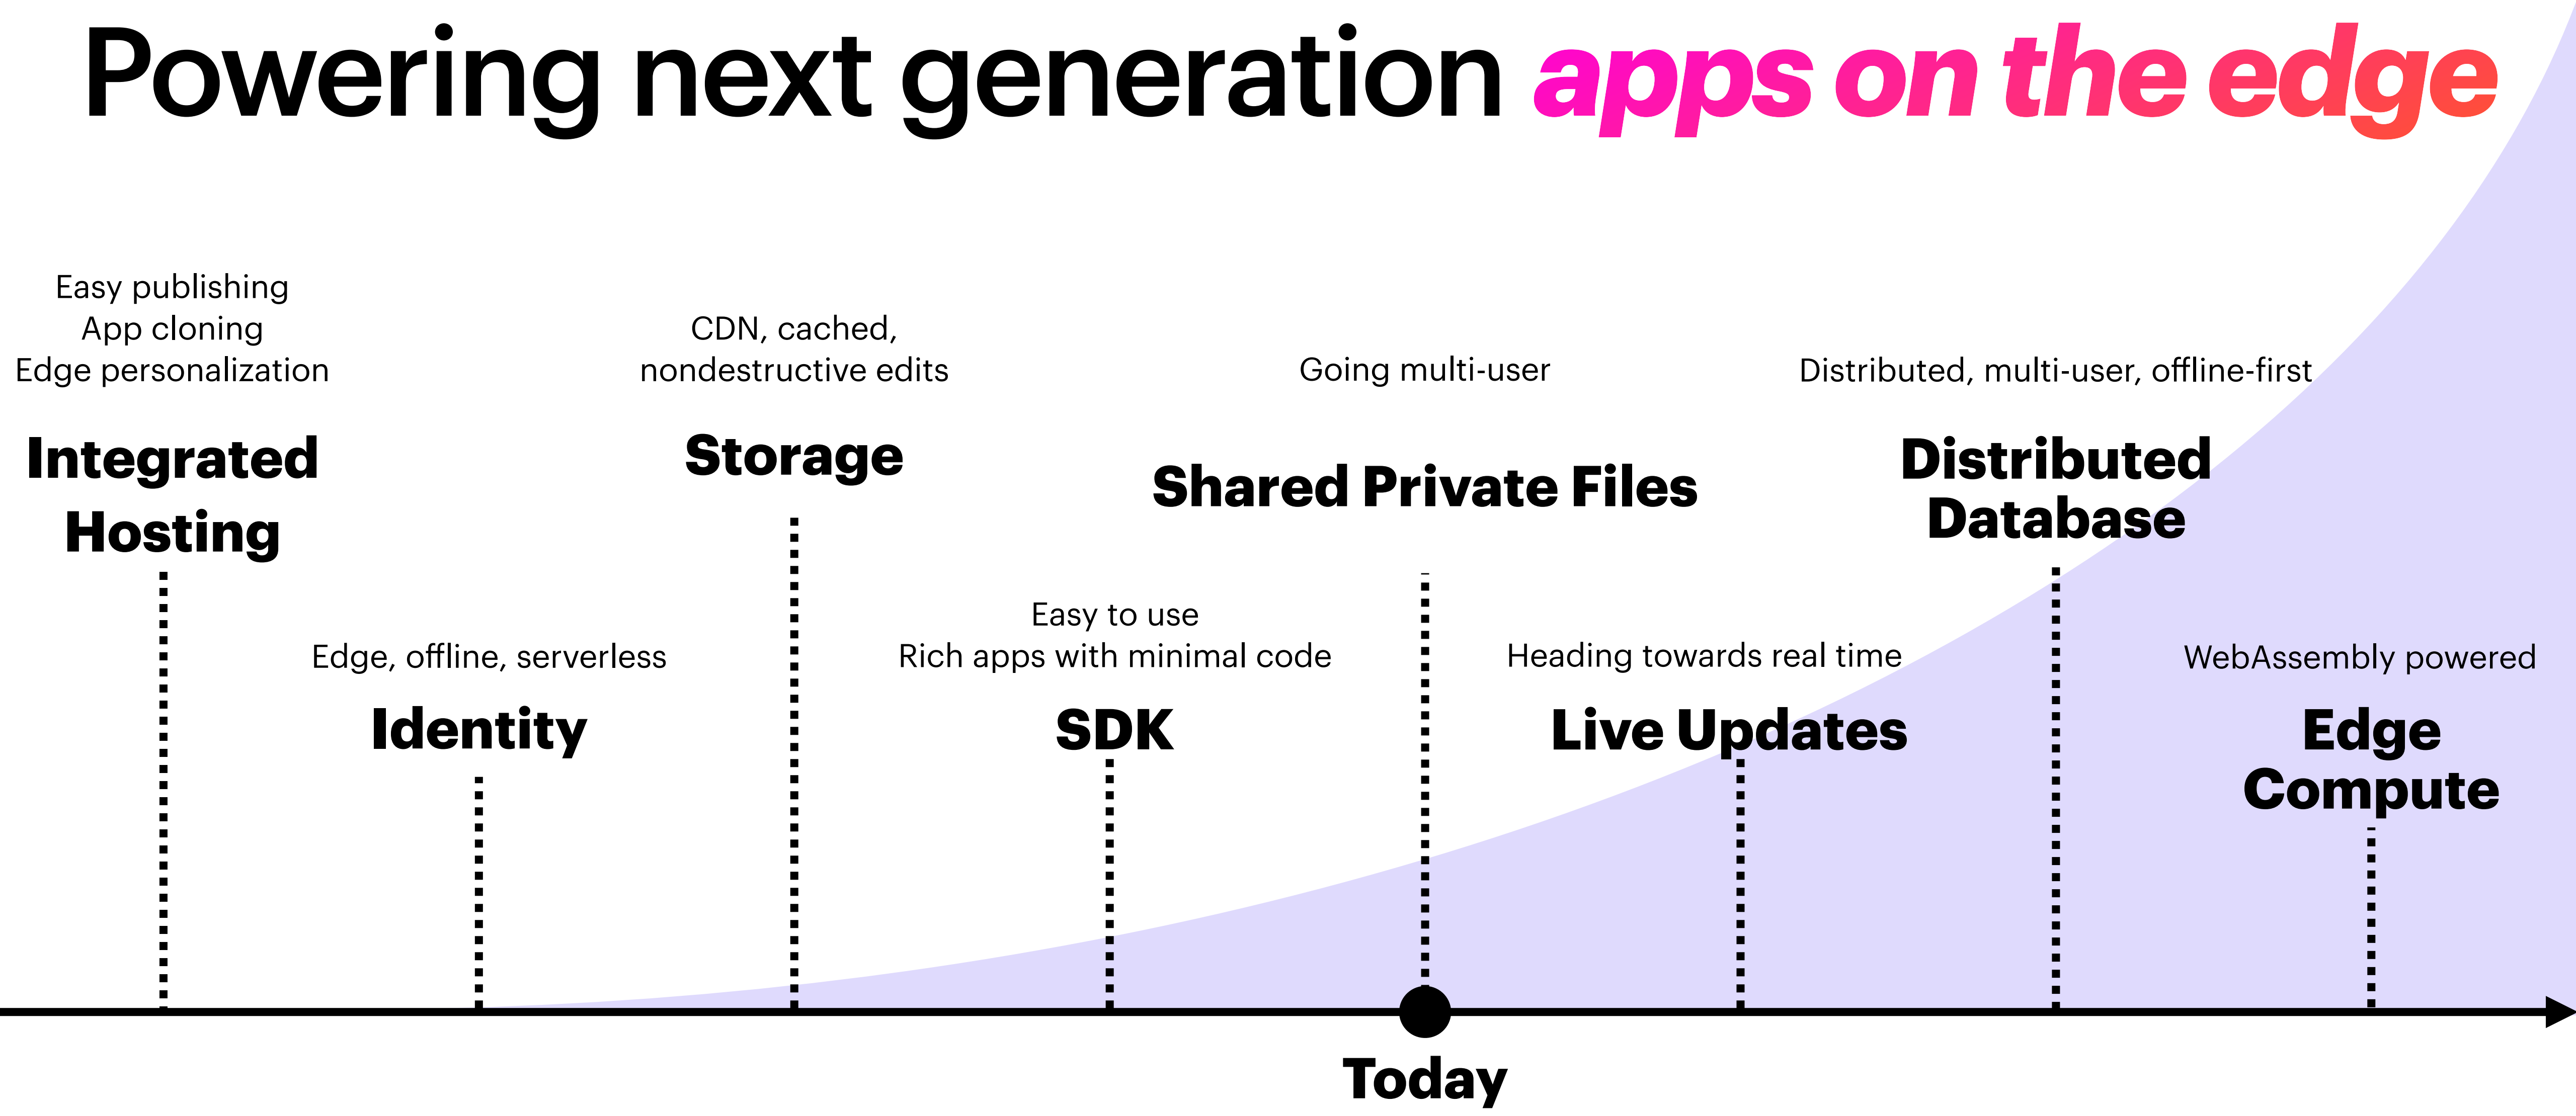 Powering next generation apps on the edge
Easy publishing
App cloning
Edge personalization
Integrated
Hosting
Edge, offline, serverless
Identity
CDN, cached,
nondestructive edits
Storage
Easy to use
Rich apps with minimal code
SDK
Going multi-user
Shared Private Files
Heading towards real time
Live Updates
Distributed, multi-user, offline-first
Distributed
Database
WebAssembly powered
Edge
Compute
Today